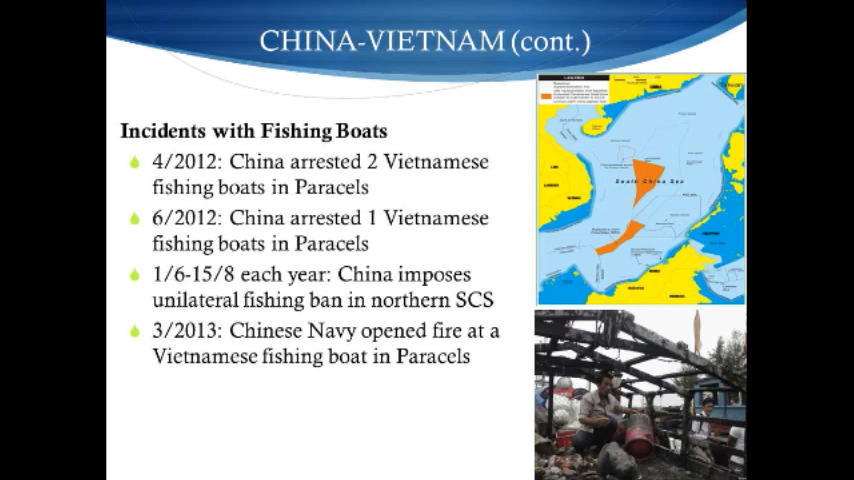 CHINA-VIETNAM (cont.)
Incidents with Fishing Boats
4/2012: China arrested 2 Vietnamese
fishing boats in Paracels
6/2012: China arrested 1 Vietnamese
fishing boats in Paracels
1/6-15/8 each year: China imposes
unilateral fishing ban in northern SCS
3/2013: Chinese Navy opened fire at a
Vietnamese fishing boat in Paracels
South China Sea